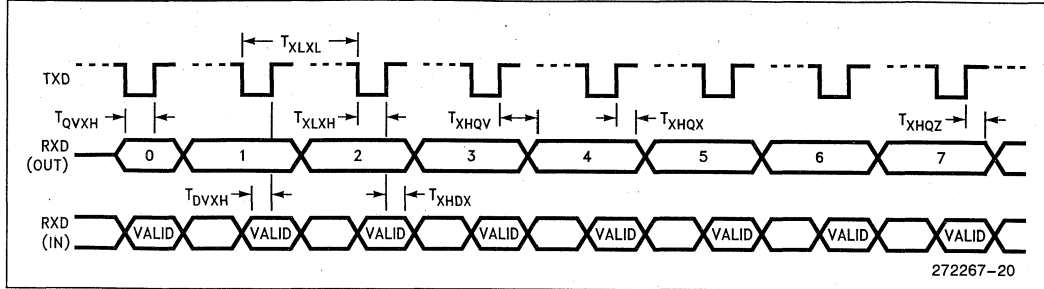 T_XLXL
TXD
T_QVXH T_XLXH T_XHQV T_XHQX T_XHQZ
RXD (OUT) 0 1 2 3 4 5 6 7
T_DVXH T_XHDX
RXD (IN) VALID VALID VALID VALID VALID VALID VALID VALID
272267-20